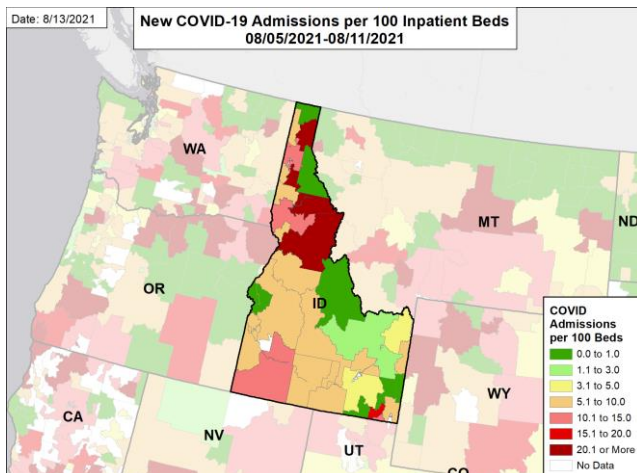 Date: 8/13/2021
New COVID-19 Admissions per 100 Inpatient Beds
08/05/2021-08/11/2021
WA
MT
ND
OR
ID
WY
CA
NV
UT
CO
COVID
Admissions
per 100 Beds
0.0 to 1.0
1.1 to 3.0
3.1 to 5.0
5.1 to 10.0
10.1 to 15.0
15.1 to 20.0
20.1 or More
No Data